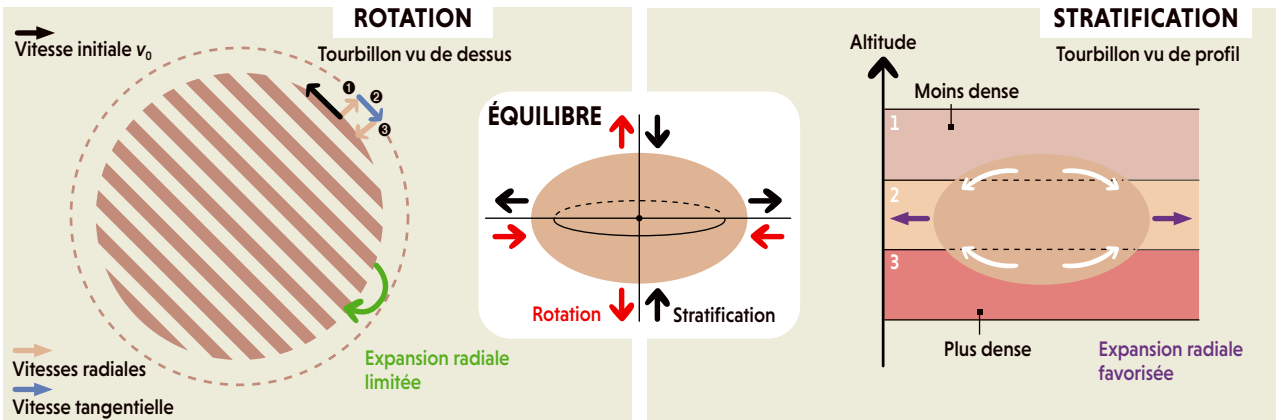 ROTATION
Tourbillon vu de dessus
Vitesse initiale v₀
❶
❷
❸
Expansion radiale
limitée
Vitesses radiales
Vitesse tangentielle
ÉQUILIBRE
Rotation
Stratification
STRATIFICATION
Tourbillon vu de profil
Altitude
Moins dense
1
2
3
Plus dense
Expansion radiale
favorisée